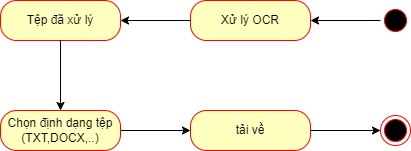 Tệp đã xử lý
Xử lý OCR
Chọn định dạng tệp
(TXT,DOCX,..)
tải về